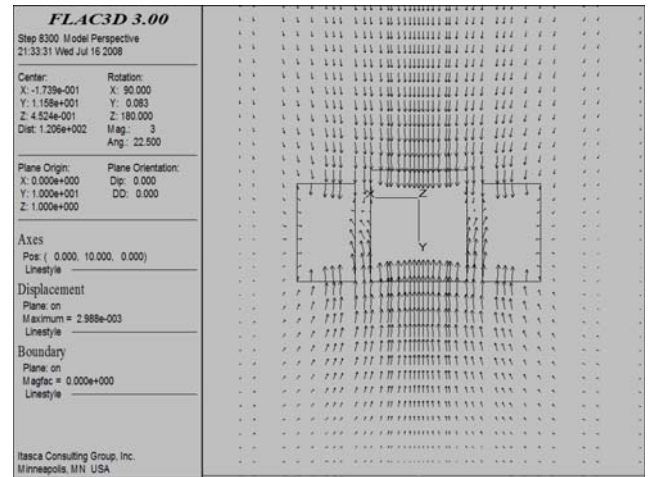 FLAC3D 3.00
Step 8300 Model Perspective
21:33:31 Wed Jul 16 2008
Center: Rotation:
X: -1.739e-001 X: 90.000
Y: 1.158e+001 Y: 0.083
Z: 4.524e-001 Z: 180.000
Dist: 1.206e+002 Mag.: 3
Ang.: 22.500
Plane Origin: Plane Orientation:
X: 0.000e+000 Dip: 0.000
Y: 1.000e+001 DD: 0.000
Z: 1.000e+000
Axes
Pos: ( 0.000, 10.000, 0.000)
Linestyle
Displacement
Plane: on
Maximum = 2.988e-003
Linestyle
Boundary
Plane: on
Magfac = 0.000e+000
Linestyle
Itasca Consulting Group, Inc.
Minneapolis, MN USA
X Z
Y